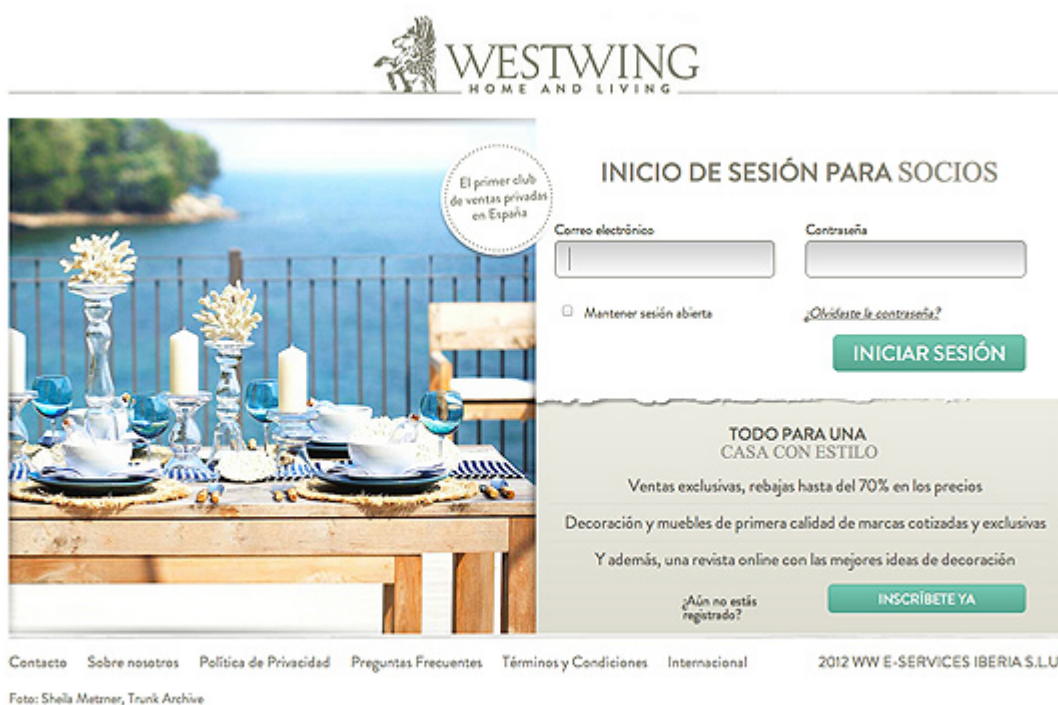 WESTWING
HOME AND LIVING
El primer club
de ventas privadas
en España
INICIO DE SESIÓN PARA SOCIOS
Correo electrónico
Contraseña
Mantener sesión abierta
¿Olvidaste la contraseña?
INICIAR SESIÓN
TODO PARA UNA
CASA CON ESTILO
Ventas exclusivas, rebajas hasta del 70% en los precios
Decoración y muebles de primera calidad de marcas cotizadas y exclusivas
Y además, una revista online con las mejores ideas de decoración
¿Aún no estás
registrado?
INSCRÍBETE YA
Contacto Sobre nosotros Política de Privacidad Preguntas Frecuentes Términos y Condiciones Internacional 2012 WW E-SERVICES IBERIA S.L.U
Foto: Sheila Metzner, Trunk Archive